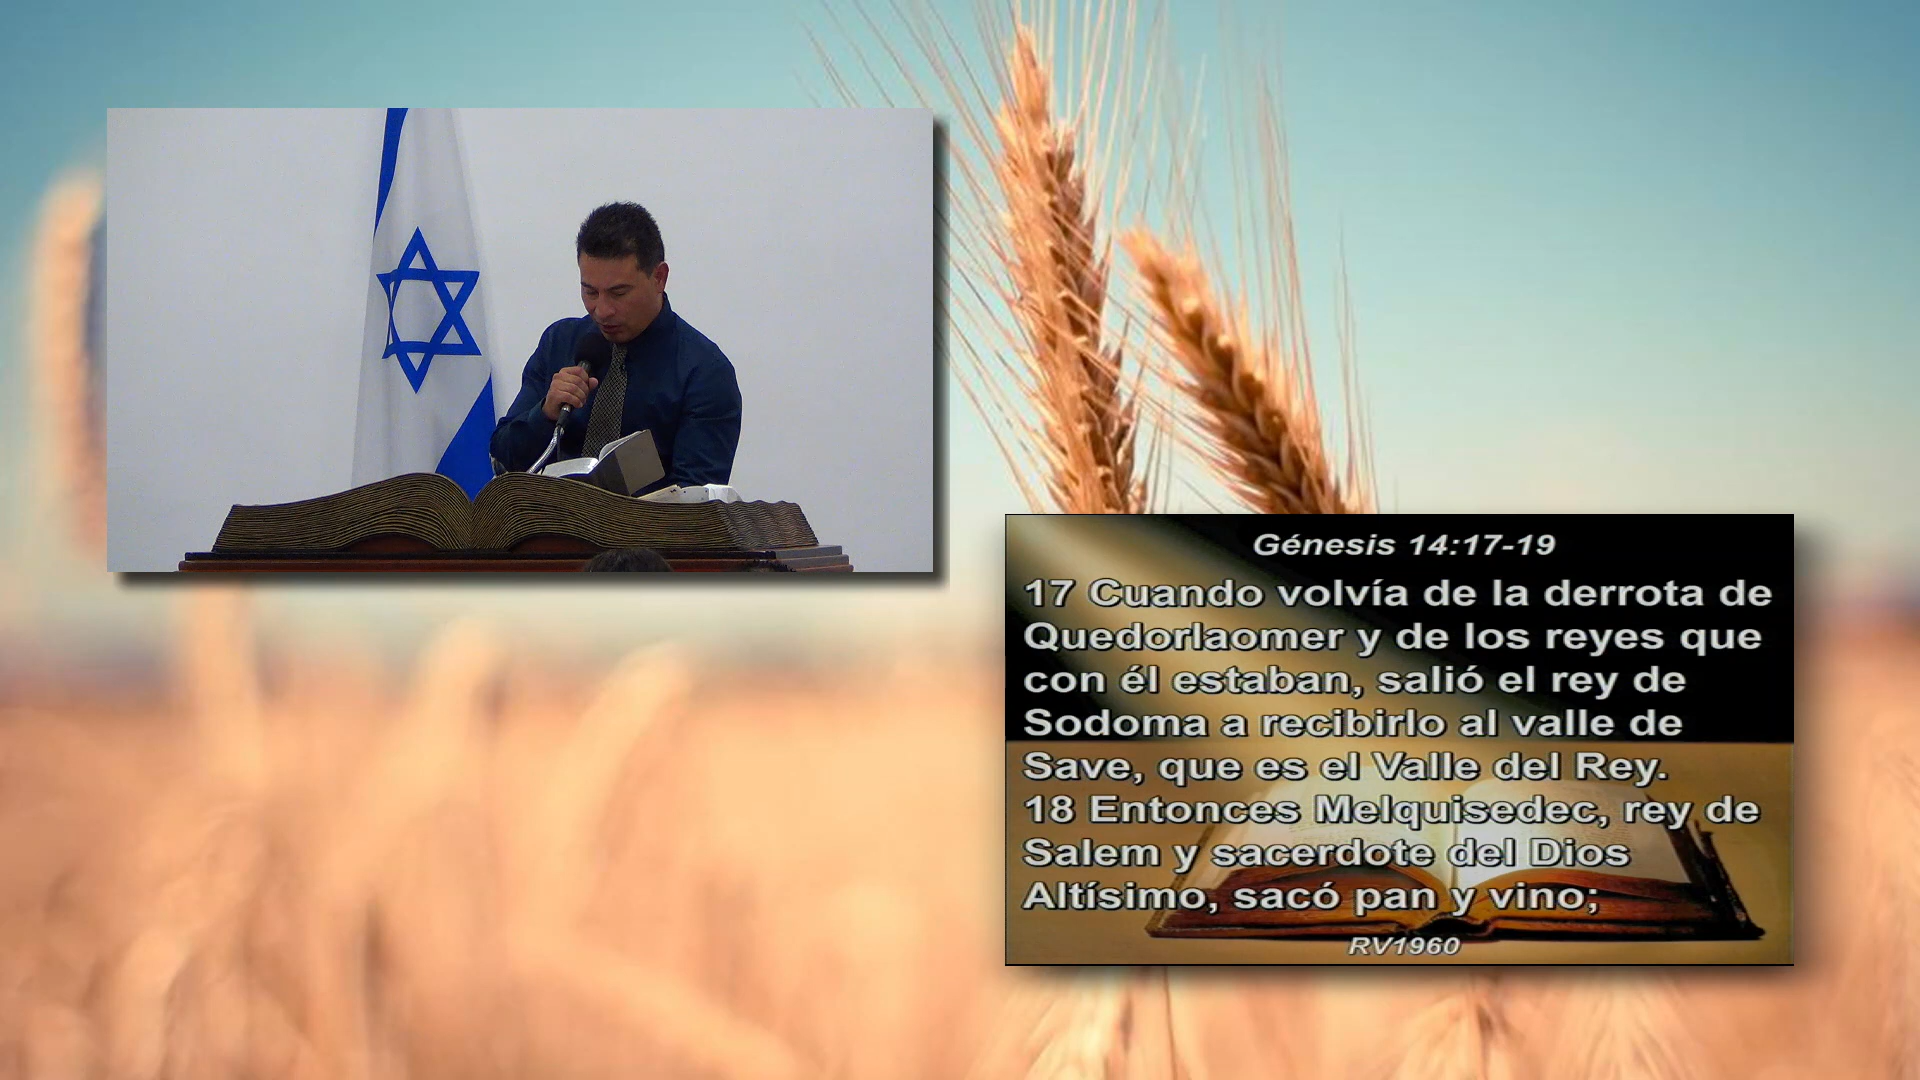 Génesis 14:17-19
17 Cuando volvía de la derrota de
Quedorlaomer y de los reyes que
con él estaban, salió el rey de
Sodoma a recibirlo al valle de
Save, que es el Valle del Rey.
18 Entonces Melquisedec, rey de
Salem y sacerdote del Dios
Altísimo, sacó pan y vino;
RV1960